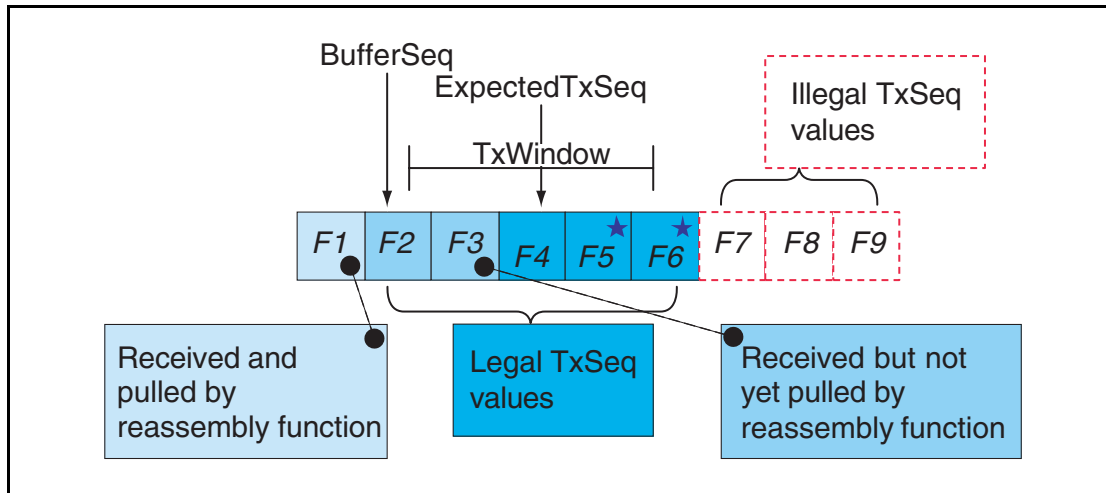 BufferSeq
ExpectedTxSeq
TxWindow
Illegal TxSeq
values
F1 F2 F3 F4 F5 F6 F7 F8 F9
Received and
pulled by
reassembly function
Legal TxSeq
values
Received but not
yet pulled by
reassembly function